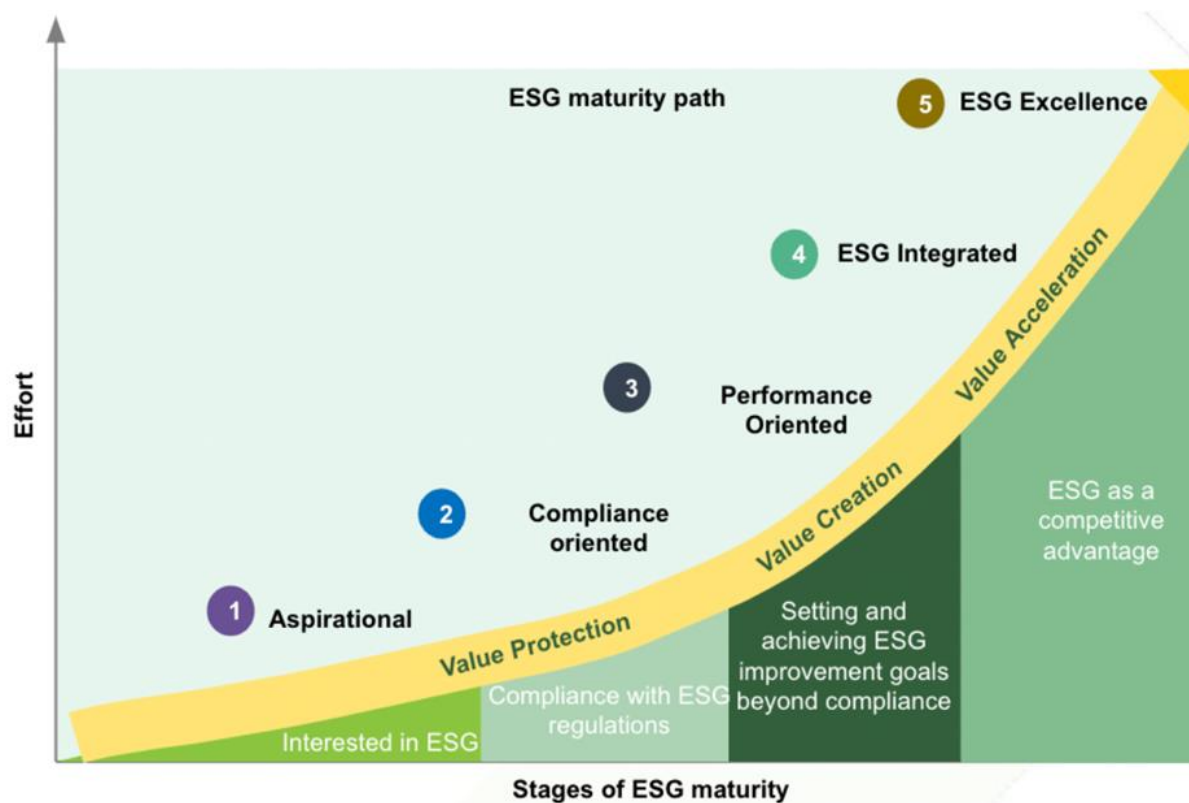 ESG maturity path
5
ESG Excellence
4
ESG Integrated
3
Performance
Oriented
2
Compliance
oriented
1
Aspirational
Effort
Value Protection
Value Creation
Value Acceleration
Interested in ESG
Compliance with ESG
regulations
Setting and
achieving ESG
improvement goals
beyond compliance
ESG as a
competitive
advantage
Stages of ESG maturity